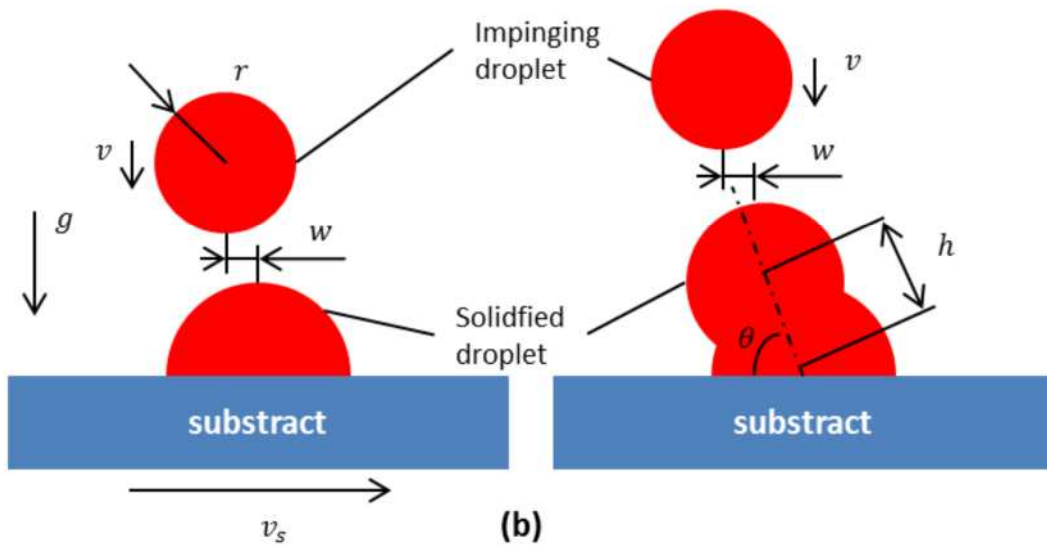 Impinging
droplet
r
v
v
w
g
w
h
Solidfied
droplet
θ
substract
substract
v_s
(b)